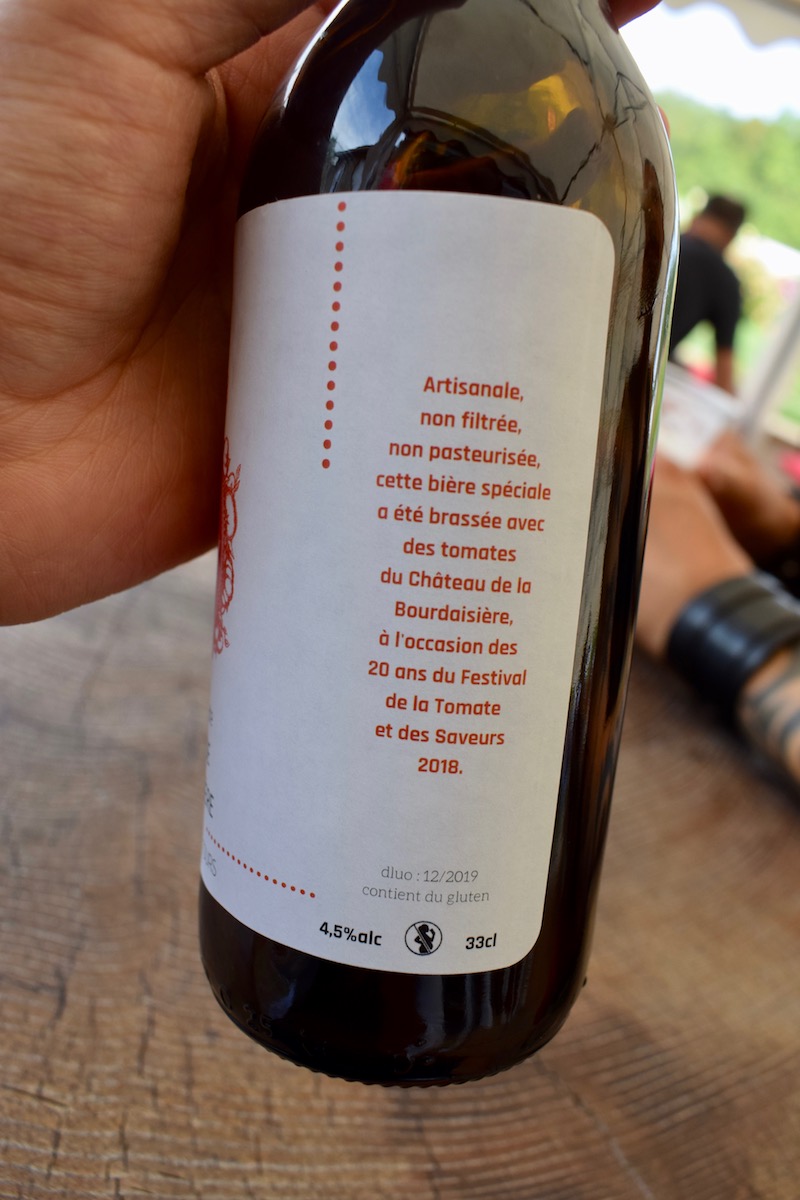 Artisanale,
non filtrée,
non pasteurisée,
cette bière spéciale
a été brassée avec
des tomates
du Château de la
Bourdaisière,
à l'occasion des
20 ans du Festival
de la Tomate
et des Saveurs
2018.
dluo : 12/2019
contient du gluten
4,5%alc 33cl